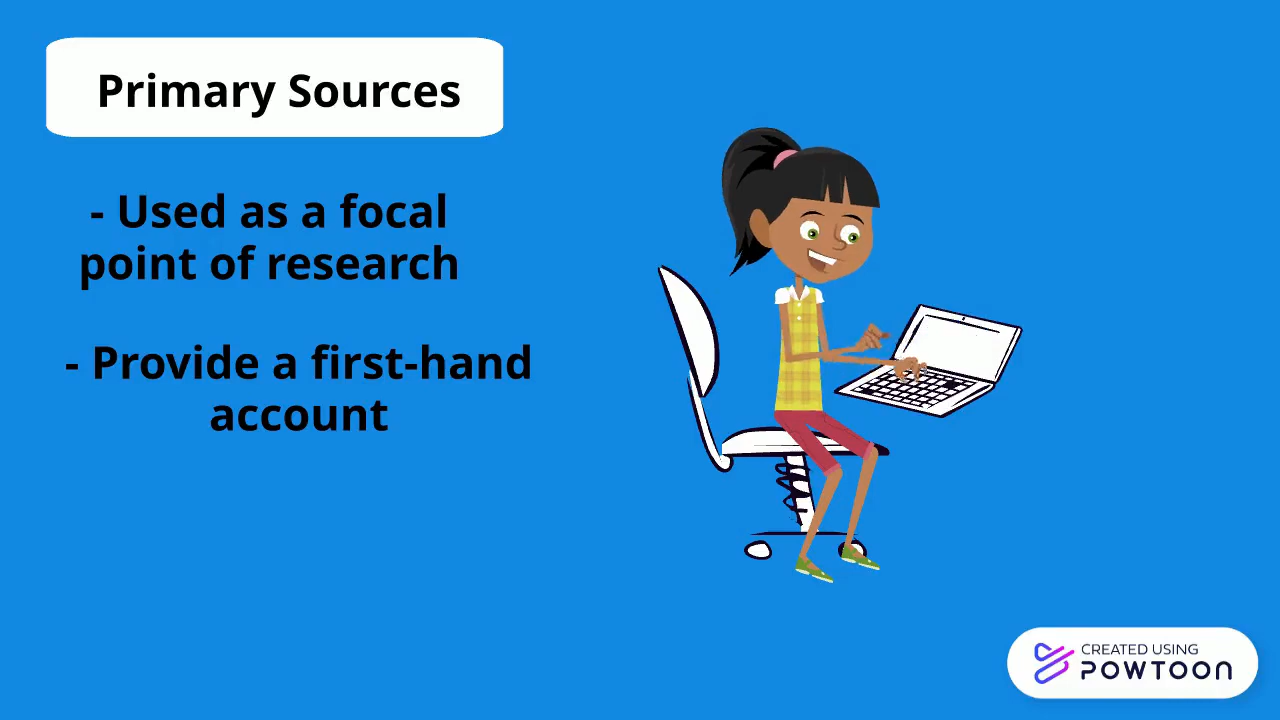 Primary Sources
- Used as a focal
point of research
- Provide a first-hand
account
CREATED USING
POWTOON